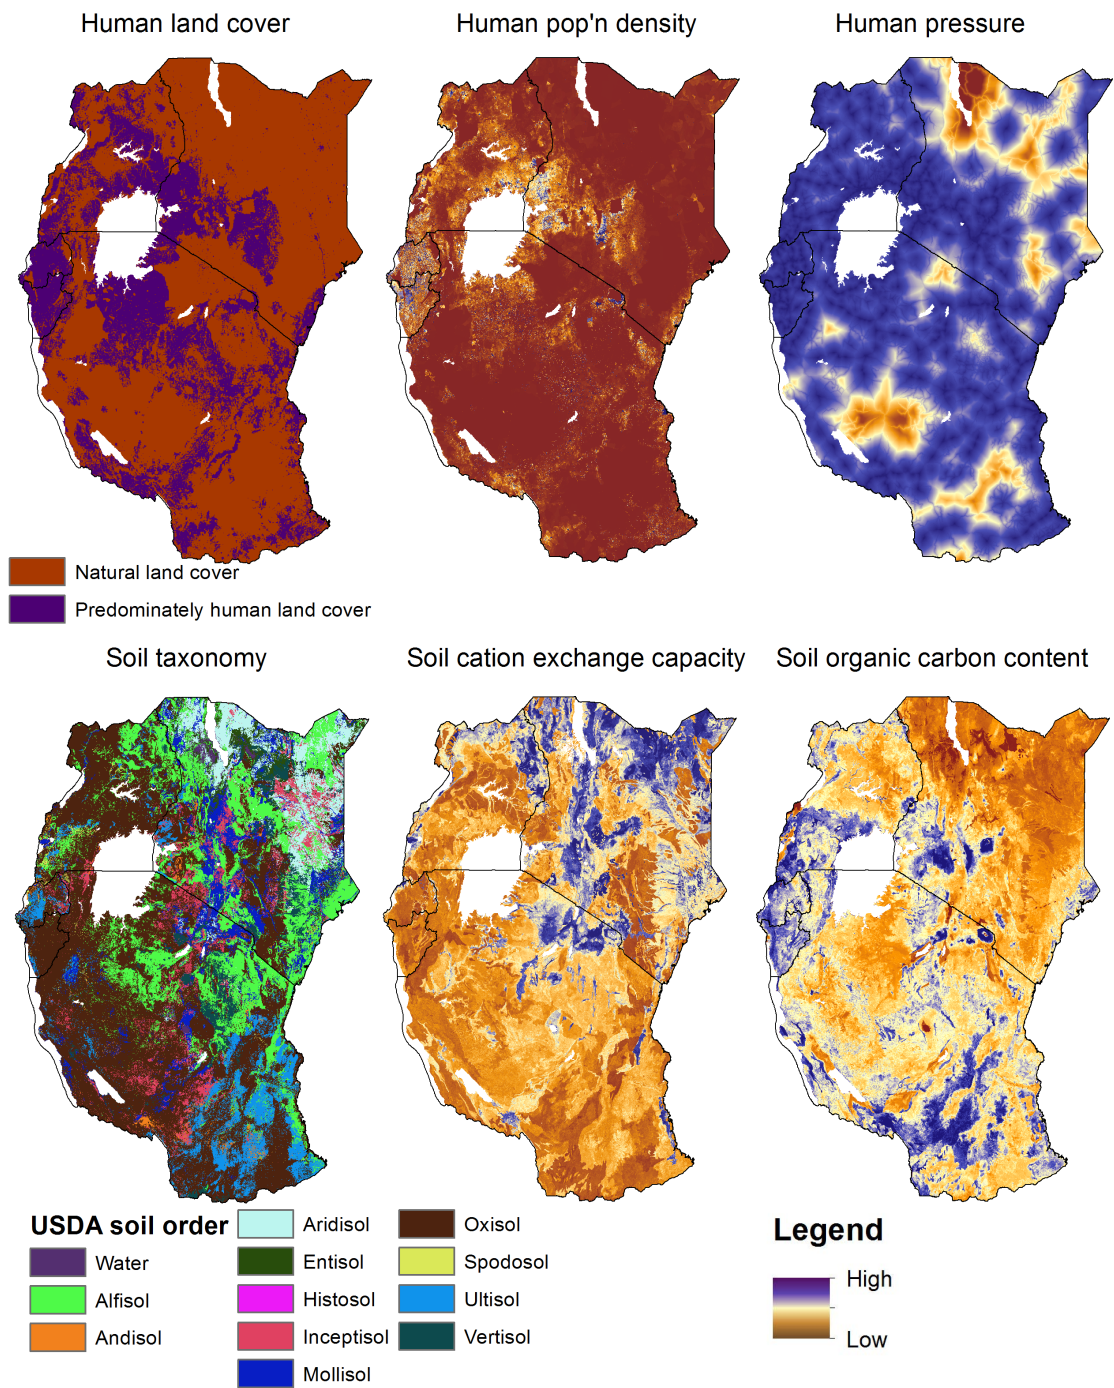 Human land cover
Human pop'n density
Human pressure
Natural land cover
Predominately human land cover
Soil taxonomy
Soil cation exchange capacity
Soil organic carbon content
USDA soil order
Water
Alfisol
Andisol
Aridisol
Entisol
Histosol
Inceptisol
Mollisol
Oxisol
Spodosol
Ultisol
Vertisol
Legend
High
Low